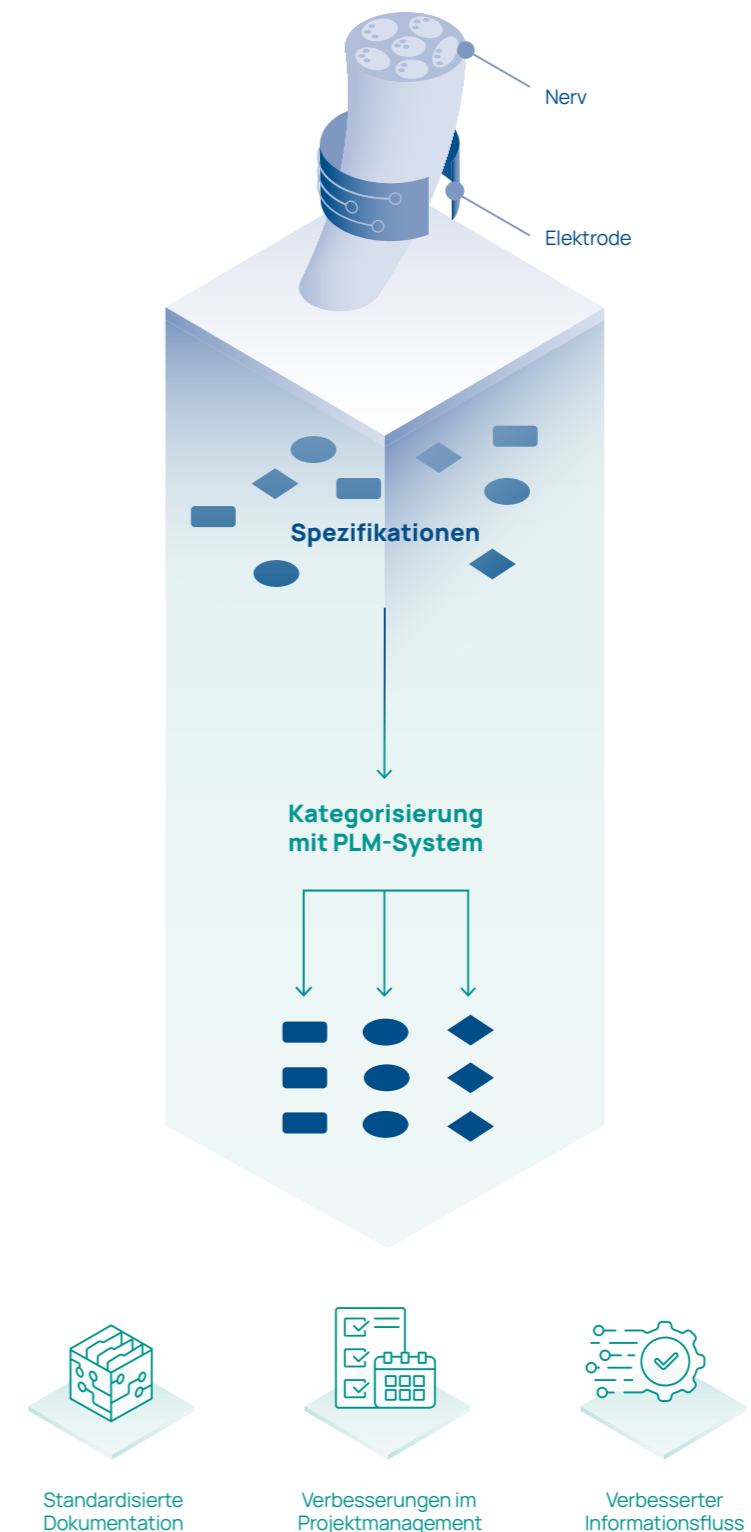 Nerv
Elektrode
Spezifikationen
Kategorisierung
mit PLM-System
Standardisierte
Dokumentation
Verbesserungen im
Projektmanagement
Verbesserter
Informationsfluss